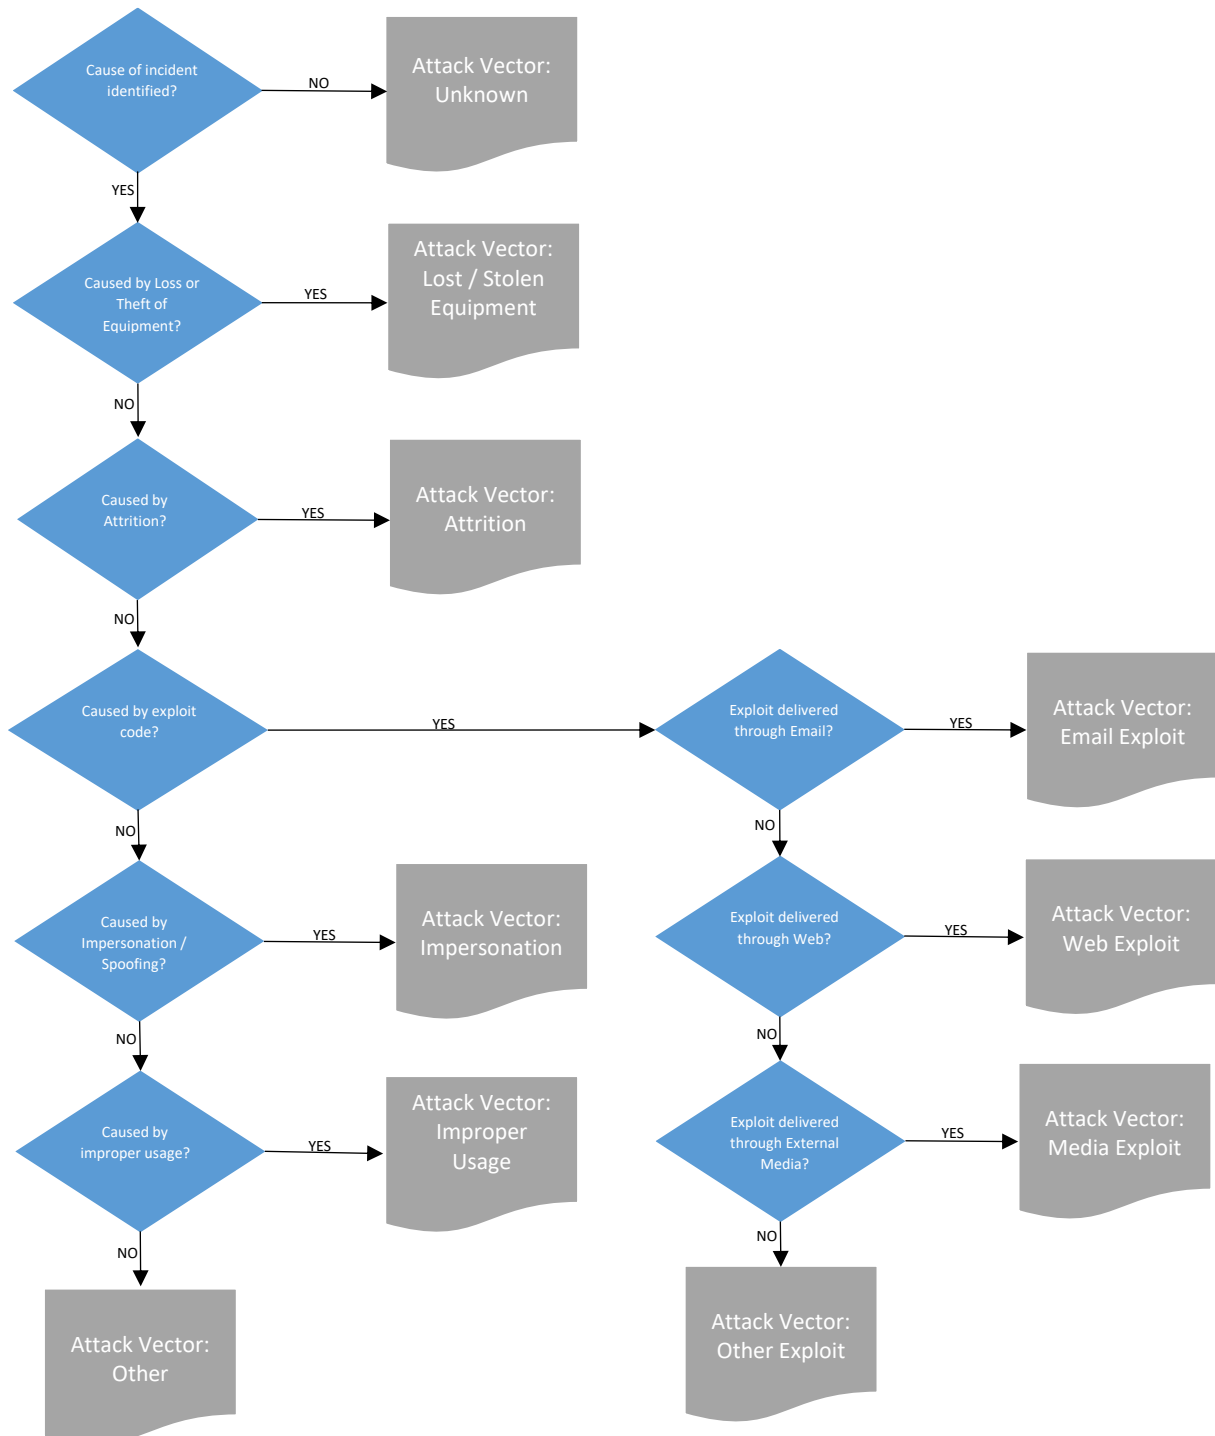 Cause of incident
identified?
NO
Attack Vector:
Unknown
YES
Caused by Loss or
Theft of
Equipment?
YES
Attack Vector:
Lost / Stolen
Equipment
NO
Caused by
Attrition?
YES
Attack Vector:
Attrition
NO
Caused by exploit
code?
YES
Exploit delivered
through Email?
YES
Attack Vector:
Email Exploit
NO
NO
Caused by
Impersonation /
Spoofing?
YES
Attack Vector:
Impersonation
Exploit delivered
through Web?
YES
Attack Vector:
Web Exploit
NO
NO
Caused by
improper usage?
YES
Attack Vector:
Improper
Usage
Exploit delivered
through External
Media?
YES
Attack Vector:
Media Exploit
NO
NO
Attack Vector:
Other
Attack Vector:
Other Exploit